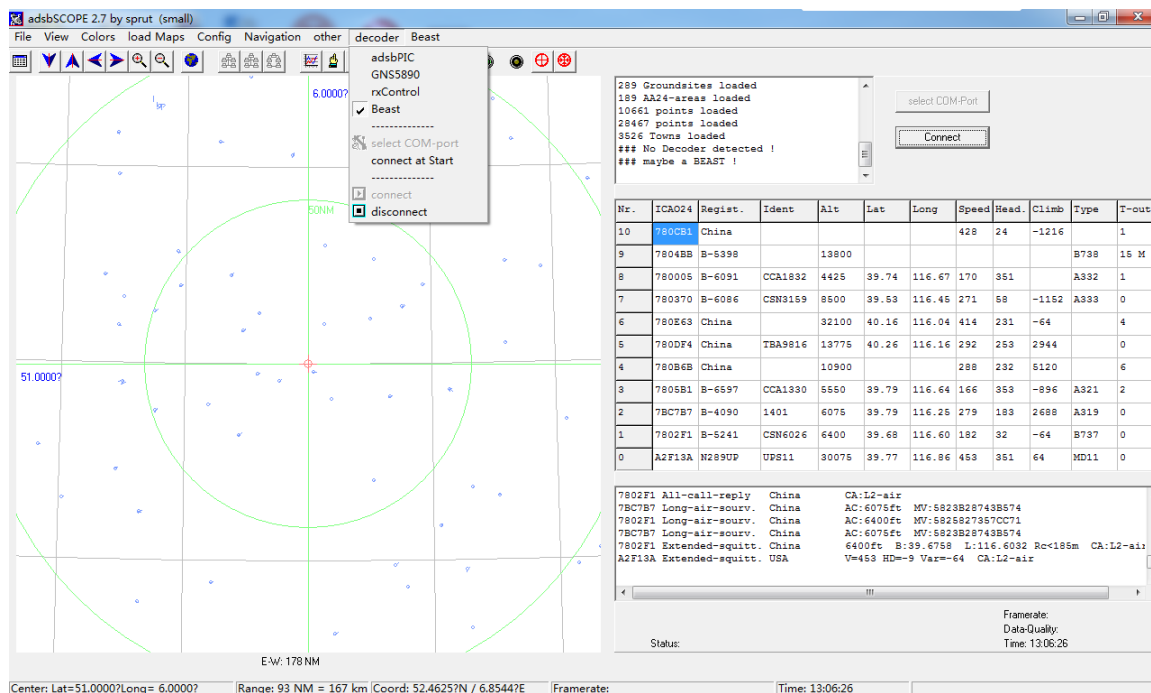 adsbSCOPE 2.7 by sprut (small)
File View Colors load Maps Config Navigation other decoder Beast
adsbPIC
GNS5890
rxControl
Beast
-------------
select COM-port
connect at Start
-------------
connect
disconnect
6.0000?
50NM
51.0000?
E-W: 178 NM
289 Groundsites loaded
189 AA24-areas loaded
10661 points loaded
28467 points loaded
3526 Towns loaded
### No Decoder detected !
### maybe a BEAST !
select COM-Port
Connect
Nr. ICAO24 Regist. Ident Alt Lat Long Speed Head. Climb Type T-out
10 780CB1 China 428 24 -1216 1
9 7804BB B-5398 13800 B738 15 M
8 780005 B-6091 CCA1832 4425 39.74 116.67 170 351 A332 1
7 780370 B-6086 CSN3159 8500 39.53 116.45 271 58 -1152 A333 0
6 780E63 China 32100 40.16 116.04 414 231 -64 4
5 780DF4 China TBA9816 13775 40.26 116.16 292 253 2944 0
4 780B6B China 10900 288 232 5120 6
3 7805B1 B-6597 CCA1330 5550 39.79 116.64 166 353 -896 A321 2
2 7BC7B7 B-4090 1401 6075 39.79 116.25 279 183 2688 A319 0
1 7802F1 B-5241 CSN6026 6400 39.68 116.60 182 32 -64 B737 0
0 A2F13A N289UP UPS11 30075 39.77 116.86 453 351 64 MD11 0
7802F1 All-call-reply China CA:L2-air
7BC7B7 Long-air-sourv. China AC:6075ft MV:5823B28743B574
7802F1 Long-air-sourv. China AC:6400ft MV:5825827357CC71
7BC7B7 Long-air-sourv. China AC:6075ft MV:5823B28743B574
7802F1 Extended-squitt. China 6400ft B:39.6758 L:116.6032 Rc<185m CA:L2-air
A2F13A Extended-squitt. USA V=453 HD=-9 Var=-64 CA:L2-air
Framerate:
Data-Quality:
Status: Time: 13:06:26
Center: Lat=51.0000?Long= 6.0000? Range: 93 NM = 167 km Coord: 52.4625?N / 6.8544?E Framerate: Time: 13:06:26